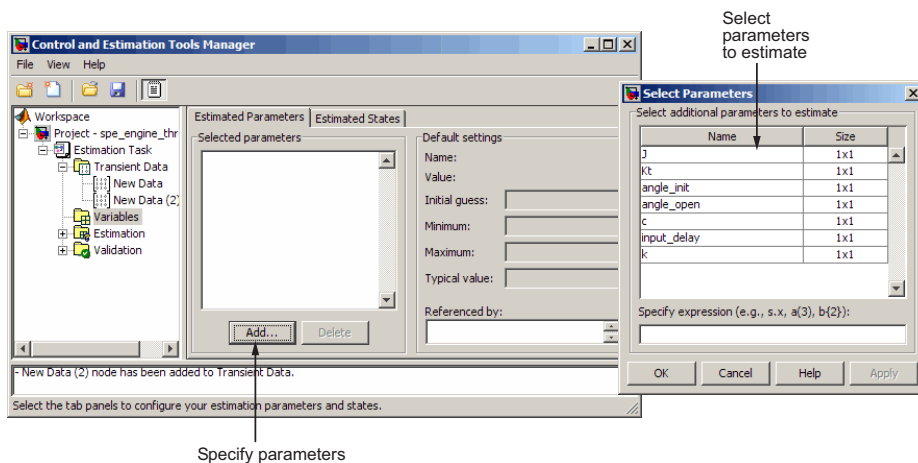 Select
parameters
to estimate
Control and Estimation Tools Manager
File View Help
Workspace
Project - spe_engine_thr
Estimation Task
Transient Data
New Data
New Data (2)
Variables
Estimation
Validation
Estimated Parameters Estimated States
Selected parameters
Add... Delete
Default settings
Name:
Value:
Initial guess:
Minimum:
Maximum:
Typical value:
Referenced by:
- New Data (2) node has been added to Transient Data.
Select the tab panels to configure your estimation parameters and states.
Select Parameters
Select additional parameters to estimate
Name Size
J 1x1
Kt 1x1
angle_init 1x1
angle_open 1x1
c 1x1
input_delay 1x1
k 1x1
Specify expression (e.g., s.x, a(3), b{2}):
OK Cancel Help Apply
Specify parameters